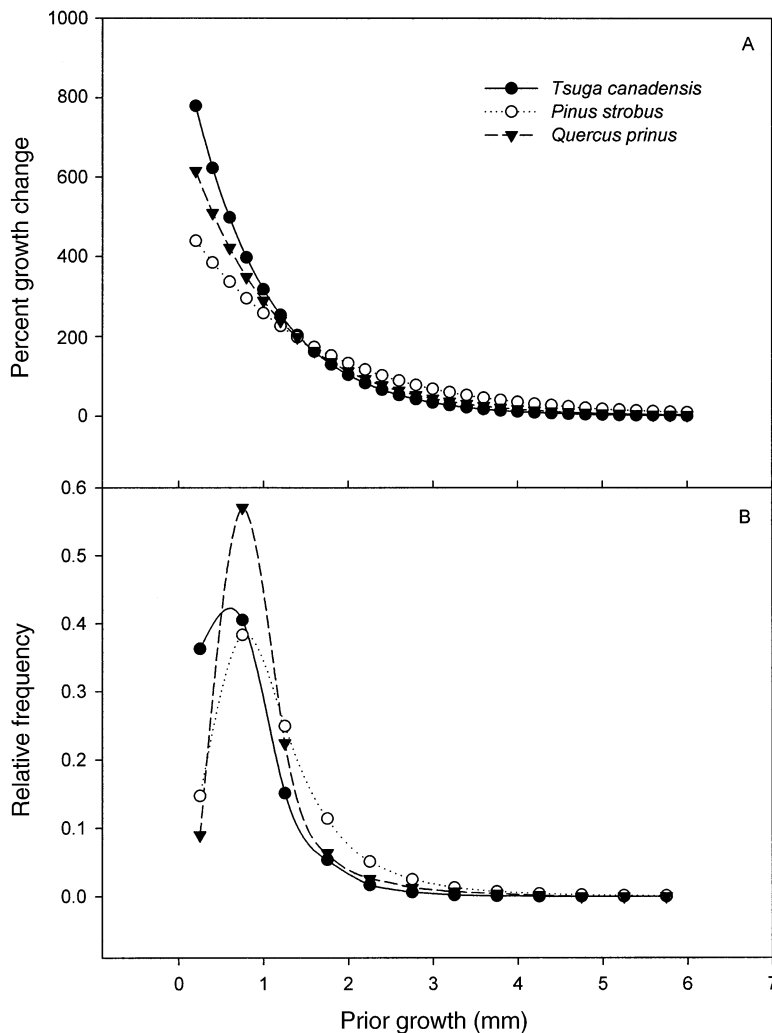 1000
A
Tsuga canadensis
Pinus strobus
Quercus prinus
800
600
400
200
0
Percent growth change
0.6
B
0.5
0.4
0.3
0.2
0.1
0.0
Relative frequency
0 1 2 3 4 5 6 7
Prior growth (mm)